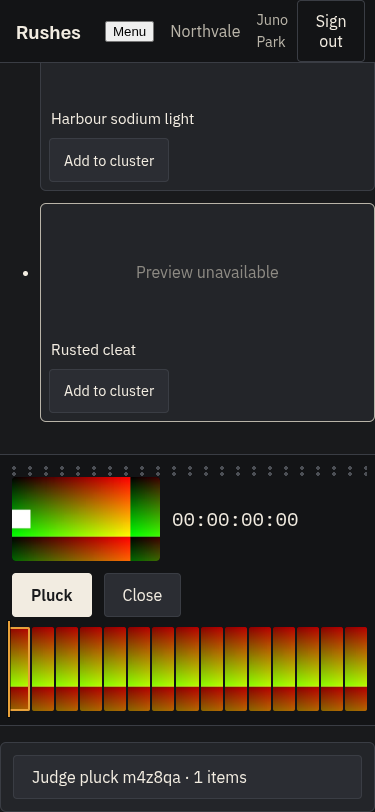 Rushes
Menu
Northvale
Juno
Park
Sign
out
Harbour sodium light
Add to cluster
Preview unavailable
Rusted cleat
Add to cluster
00:00:00:00
Pluck
Close
Judge pluck m4z8qa · 1 items